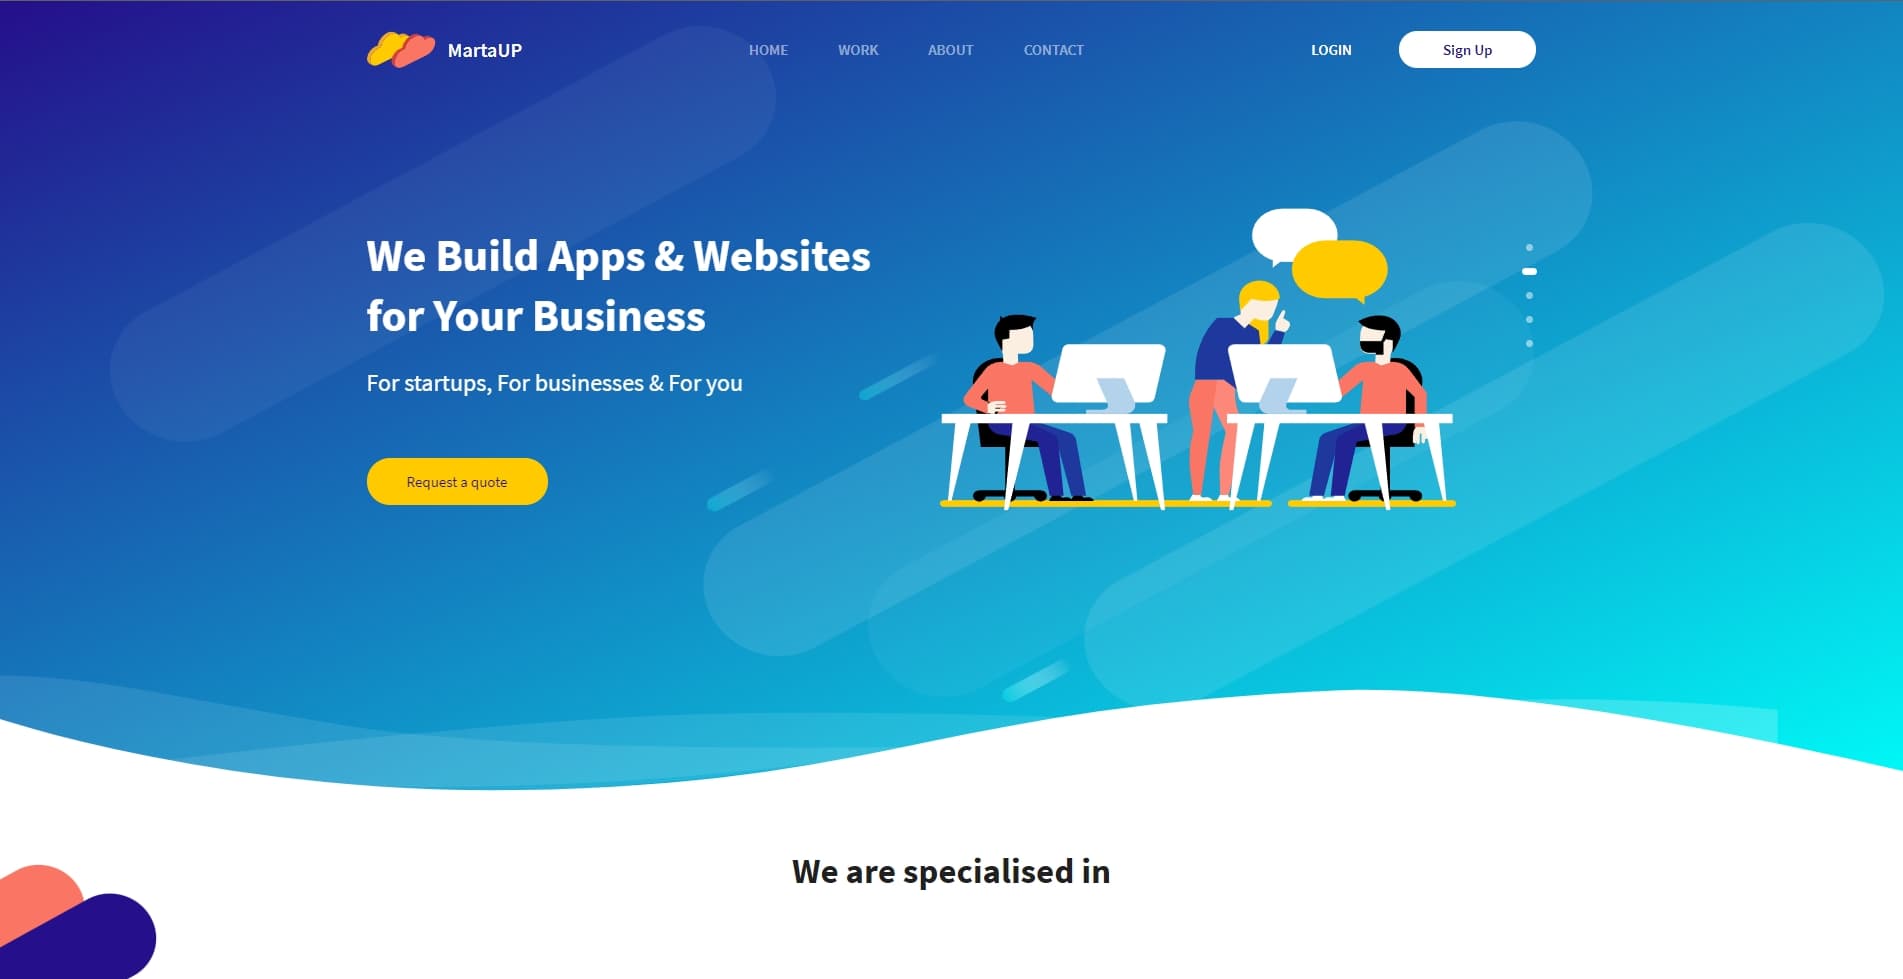 MartaUP
HOME
WORK
ABOUT
CONTACT
LOGIN
Sign Up
We Build Apps & Websites
for Your Business
For startups, For businesses & For you
Request a quote
We are specialised in